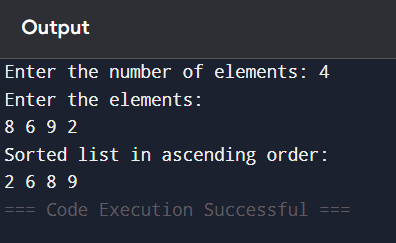 Output
Enter the number of elements: 4
Enter the elements:
8 6 9 2
Sorted list in ascending order:
2 6 8 9
=== Code Execution Successful ===